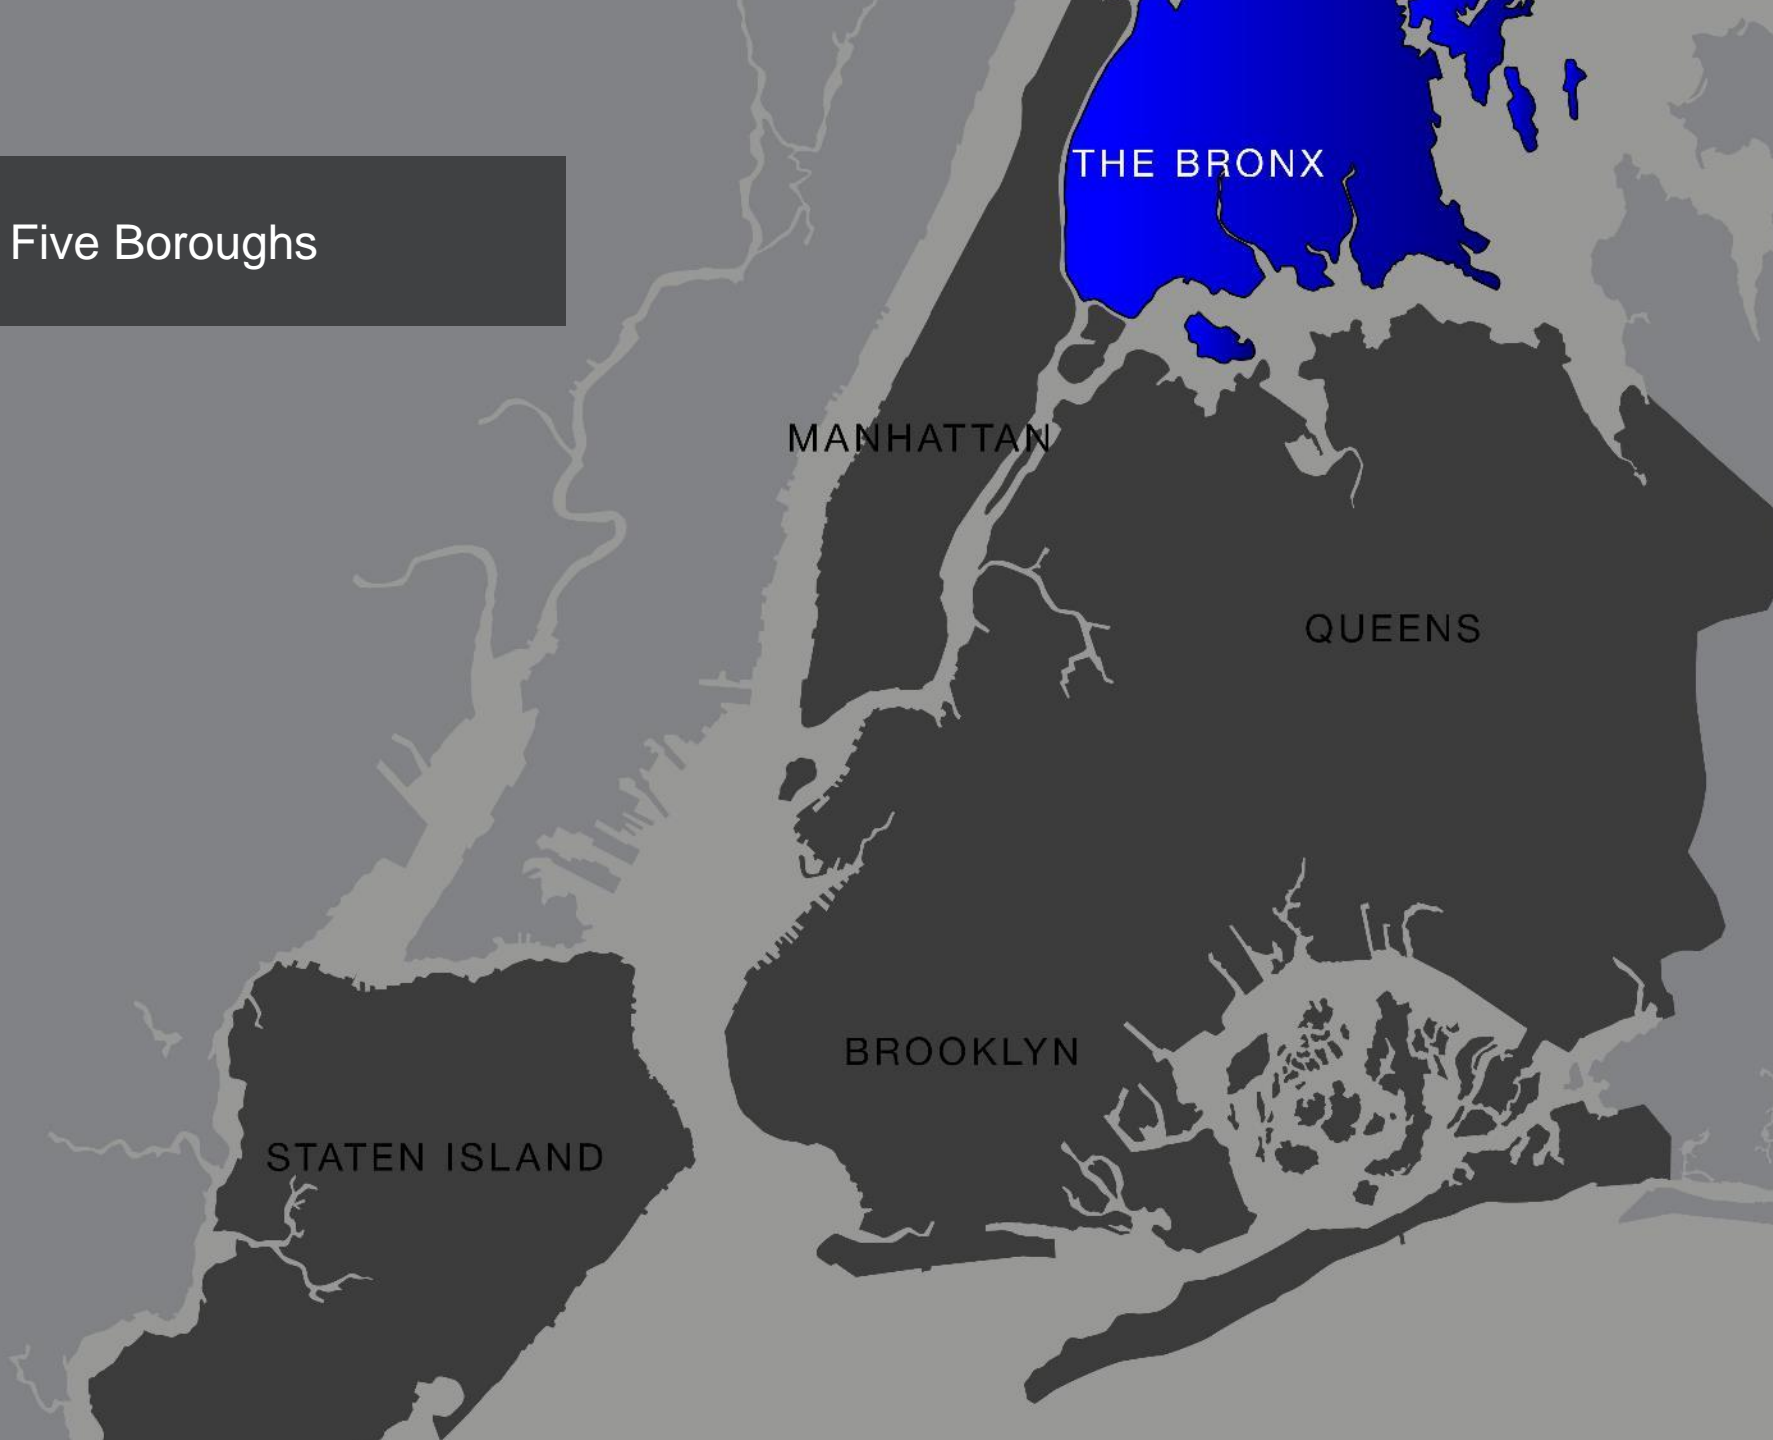 THE BRONX
Five Boroughs
MANHATTAN
QUEENS
BROOKLYN
STATEN ISLAND